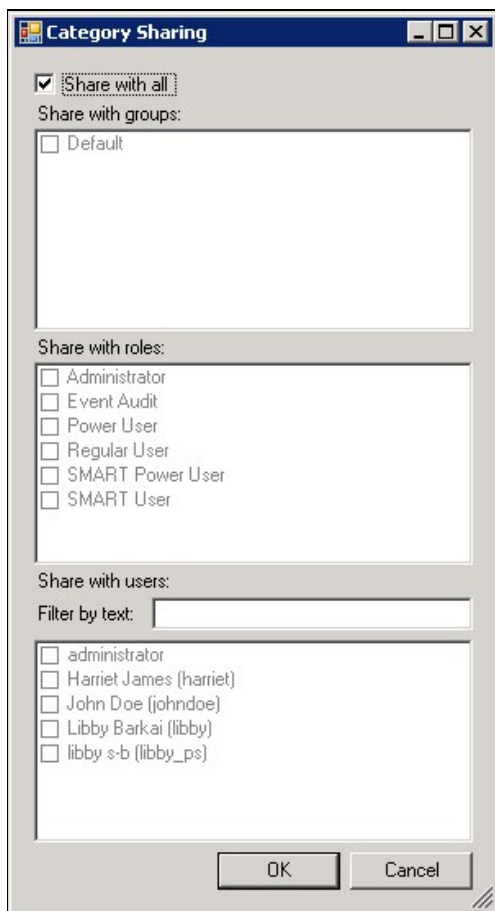 Category Sharing
Share with all
Share with groups:
Default
Share with roles:
Administrator
Event Audit
Power User
Regular User
SMART Power User
SMART User
Share with users:
Filter by text:
administrator
Harriet James (harriet)
John Doe (johndoe)
Libby Barkai (libby)
libby s-b (libby_ps)
OK Cancel